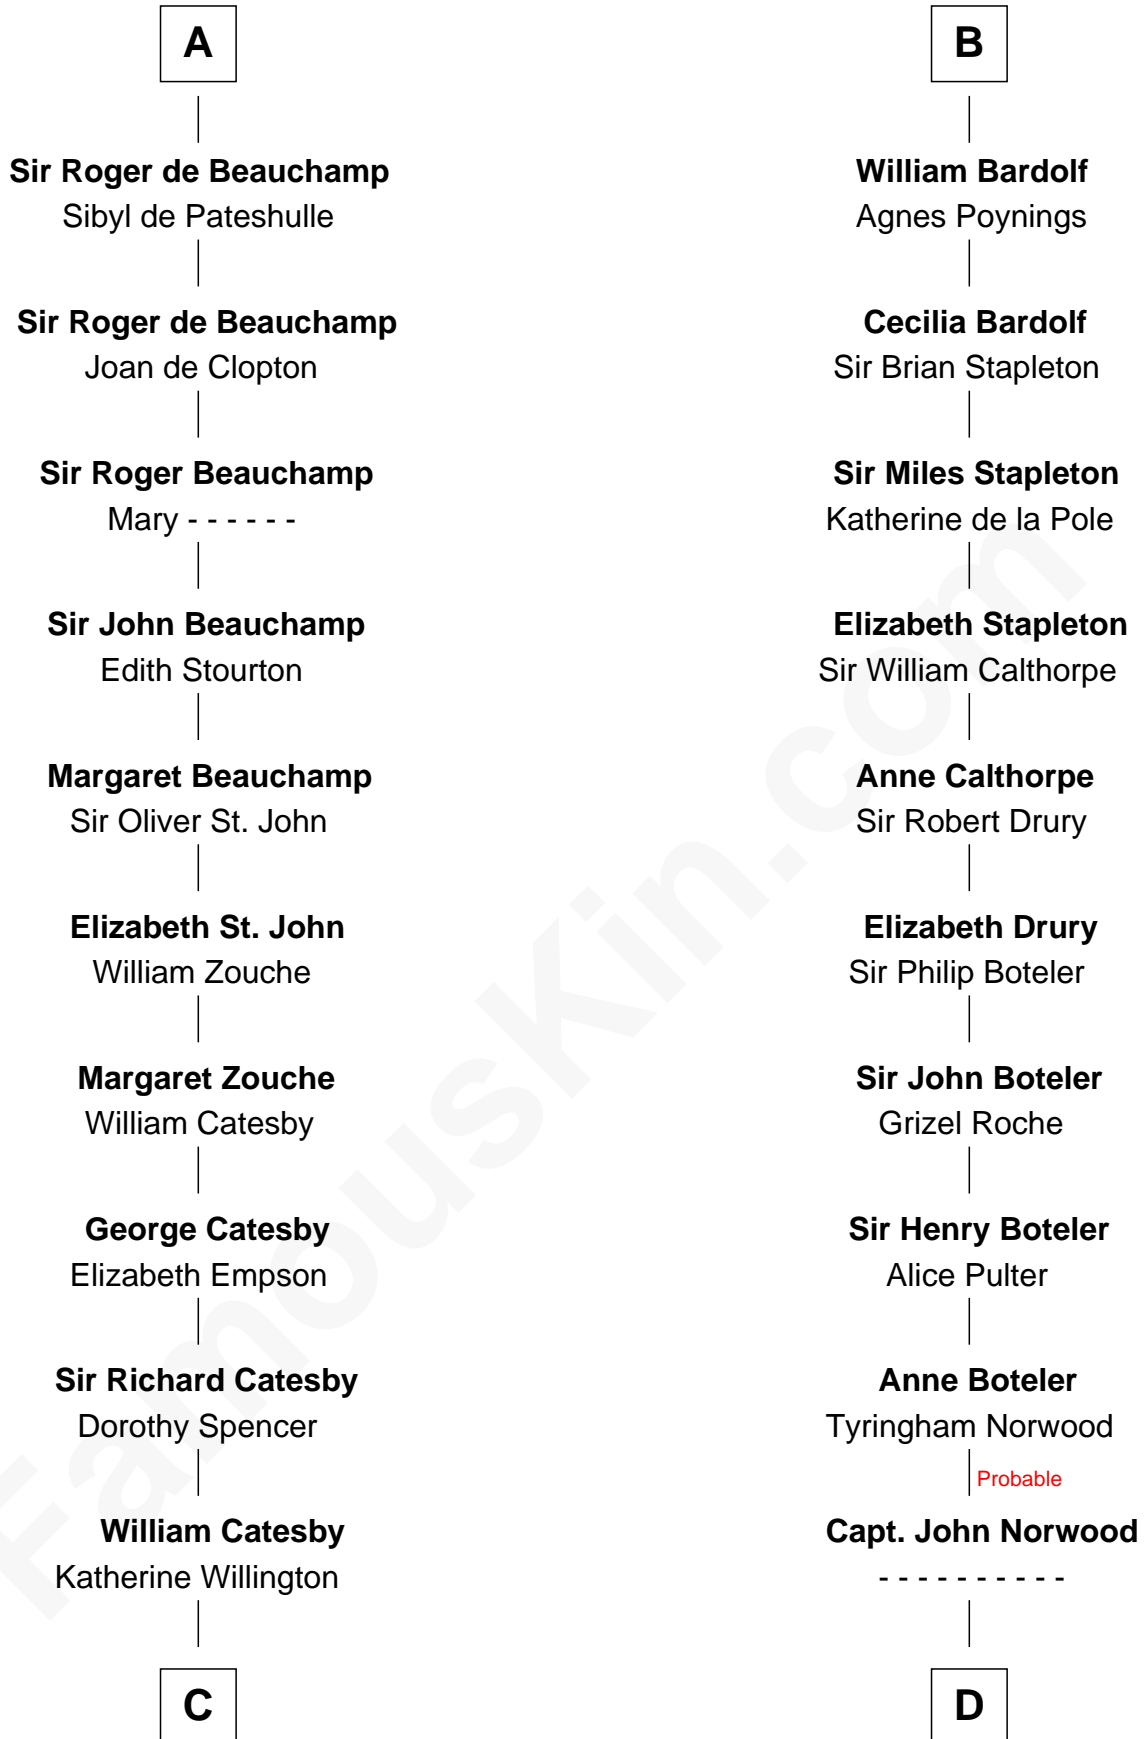 A
Sir Roger de Beauchamp
Sibyl de Pateshulle
Sir Roger de Beauchamp
Joan de Clopton
Sir Roger Beauchamp
Mary - - - - - -
Sir John Beauchamp
Edith Stourton
Margaret Beauchamp
Sir Oliver St. John
Elizabeth St. John
William Zouche
Margaret Zouche
William Catesby
George Catesby
Elizabeth Empson
Sir Richard Catesby
Dorothy Spencer
William Catesby
Katherine Willington
C
B
William Bardolf
Agnes Poynings
Cecilia Bardolf
Sir Brian Stapleton
Sir Miles Stapleton
Katherine de la Pole
Elizabeth Stapleton
Sir William Calthorpe
Anne Calthorpe
Sir Robert Drury
Elizabeth Drury
Sir Philip Boteler
Sir John Boteler
Grizel Roche
Sir Henry Boteler
Alice Pulter
Anne Boteler
Tyringham Norwood
Probable
Capt. John Norwood
- - - - - - - - - -
D
FamousKin.com